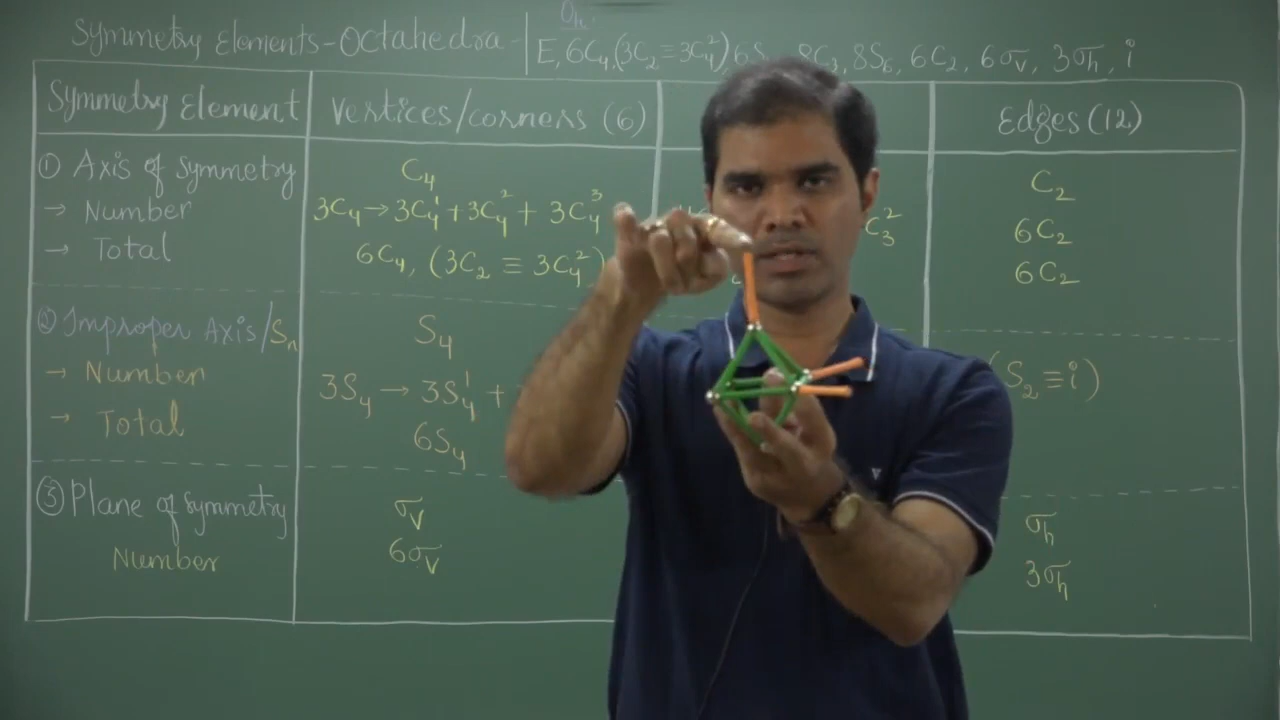 Oh
Symmetry Elements-Octahedra - E, 6C₄, (3C₂ ≡ 3C₄²) 6S 8C₃, 8S₆, 6C₂, 6σᵥ, 3σₕ, i
Symmetry Element Vertices/corners (6) Edges (12)
① Axis of Symmetry C₄ C₂
→ Number 3C₄ → 3C₄¹ + 3C₄² + 3C₄³ C₃² 6C₂
→ Total 6C₄, (3C₂ ≡ 3C₄²) 6C₂
② Improper Axis/Sₙ S₄ (S₂ ≡ i)
→ Number 3S₄ → 3S₄¹ +
→ Total 6S₄
③ Plane of symmetry σᵥ σₕ
Number 6σᵥ 3σₕ